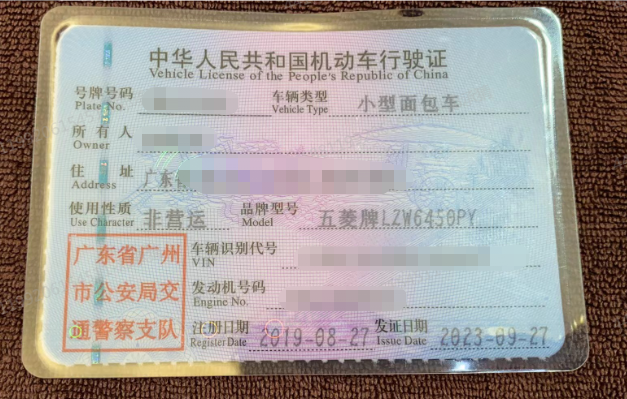 中华人民共和国机动车行驶证
Vehicle License of the People's Republic of China
号牌号码 车辆类型 小型面包车
Plate No. Vehicle Type
所有人
Owner
住址 广东省
Address
使用性质 非营运 品牌型号 五菱牌LZW6450PY
Use Character Model
广东省广州
市公安局交
通警察支队
车辆识别代号
VIN
发动机号码
Engine No.
注册日期 2019-08-27 发证日期 2023-09-27
Register Date Issue Date